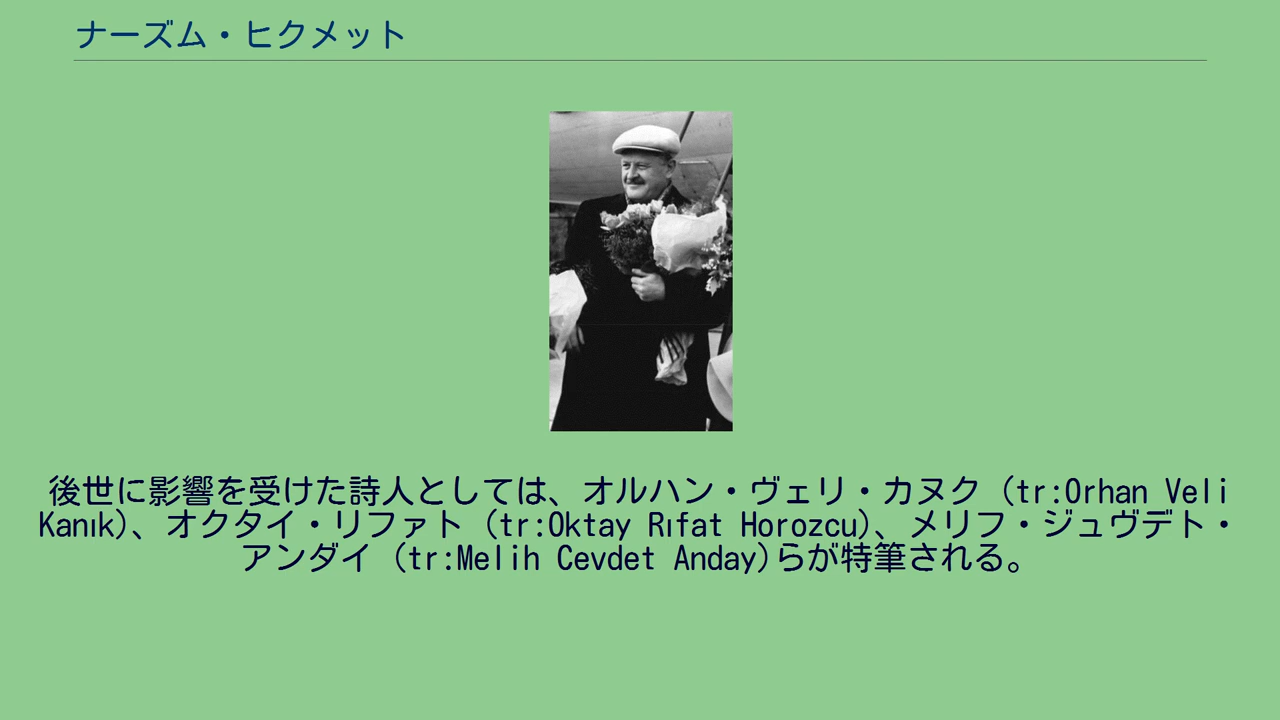 ナーズム・ヒクメット
後世に影響を受けた詩人としては、オルハン・ヴェリ・カヌク (tr:Orhan Veli
Kanık)、オクタイ・リファト (tr:Oktay Rıfat Horozcu)、メリフ・ジュヴデト・
アンダイ (tr:Melih Cevdet Anday)らが特筆される。